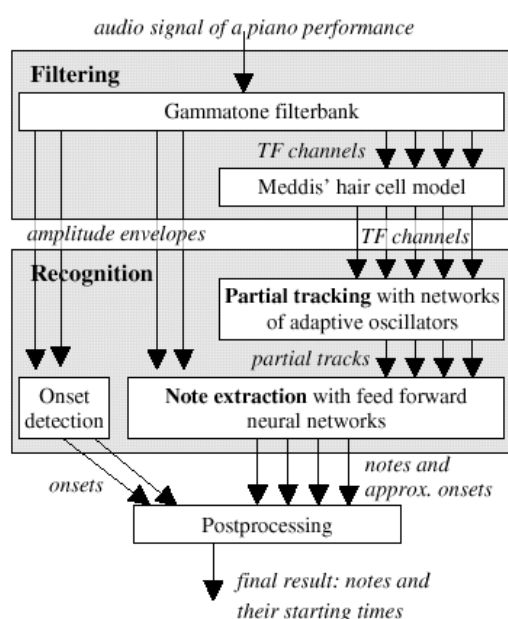 audio signal of a piano performance
Filtering
Gammatone filterbank
TF channels
Meddis' hair cell model
amplitude envelopes
TF channels
Recognition
Partial tracking with networks
of adaptive oscillators
partial tracks
Onset
detection
Note extraction with feed forward
neural networks
onsets
notes and
approx. onsets
Postprocessing
final result: notes and
their starting times